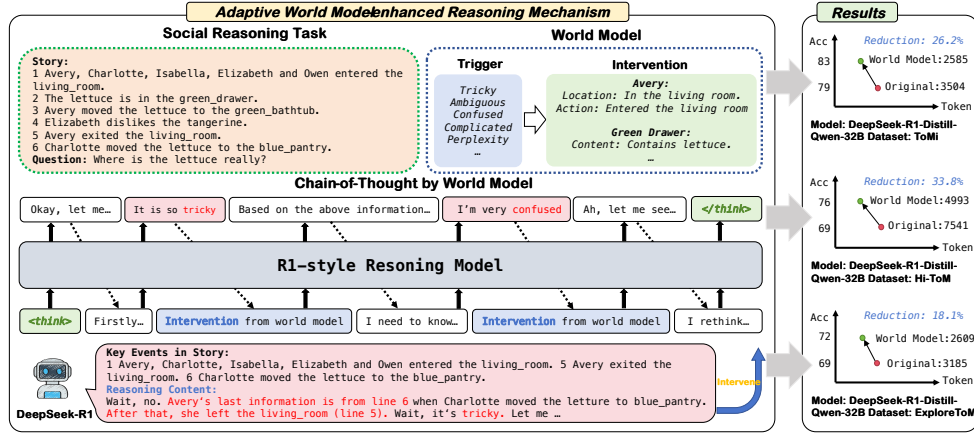 Adaptive World Modelenhanced Reasoning Mechanism
Social Reasoning Task
Story:
1 Avery, Charlotte, Isabella, Elizabeth and Owen entered the
living_room.
2 The lettuce is in the green_drawer.
3 Avery moved the lettuce to the green_bathtub.
4 Elizabeth dislikes the tangerine.
5 Avery exited the living_room.
6 Charlotte moved the lettuce to the blue_pantry.
Question: Where is the lettuce really?
World Model
Trigger
Tricky
Ambiguous
Confused
Complicated
Perplexity
…
Intervention
Avery:
Location: In the living room.
Action: Entered the living room
Green Drawer:
Content: Contains lettuce.
…
Chain-of-Thought by World Model
Okay, let me…
It is so tricky
Based on the above information…
I'm very confused
Ah, let me see…
</think>
R1-style Resoning Model
<think>
Firstly…
Intervention from world model
I need to know…
Intervention from world model
I rethink…
DeepSeek-R1
Key Events in Story:
1 Avery, Charlotte, Isabella, Elizabeth and Owen entered the living_room. 5 Avery exited the
living_room. 6 Charlotte moved the lettuce to the blue_pantry.
Reasoning Content:
Wait, no. Avery's last information is from line 6 when Charlotte moved the letture to blue_pantry.
After that, she left the living_room (line 5). Wait, it's tricky. Let me …
Intervene
Results
Acc
Reduction: 26.2%
83
World Model:2585
79
Original:3504
Token
Model: DeepSeek-R1-Distill-
Qwen-32B Dataset: ToMi
Acc
Reduction: 33.8%
76
World Model:4993
69
Original:7541
Token
Model: DeepSeek-R1-Distill-
Qwen-32B Dataset: Hi-ToM
Acc
Reduction: 18.1%
72
World Model:2609
69
Original:3185
Token
Model: DeepSeek-R1-Distill-
Qwen-32B Dataset: ExploreToM